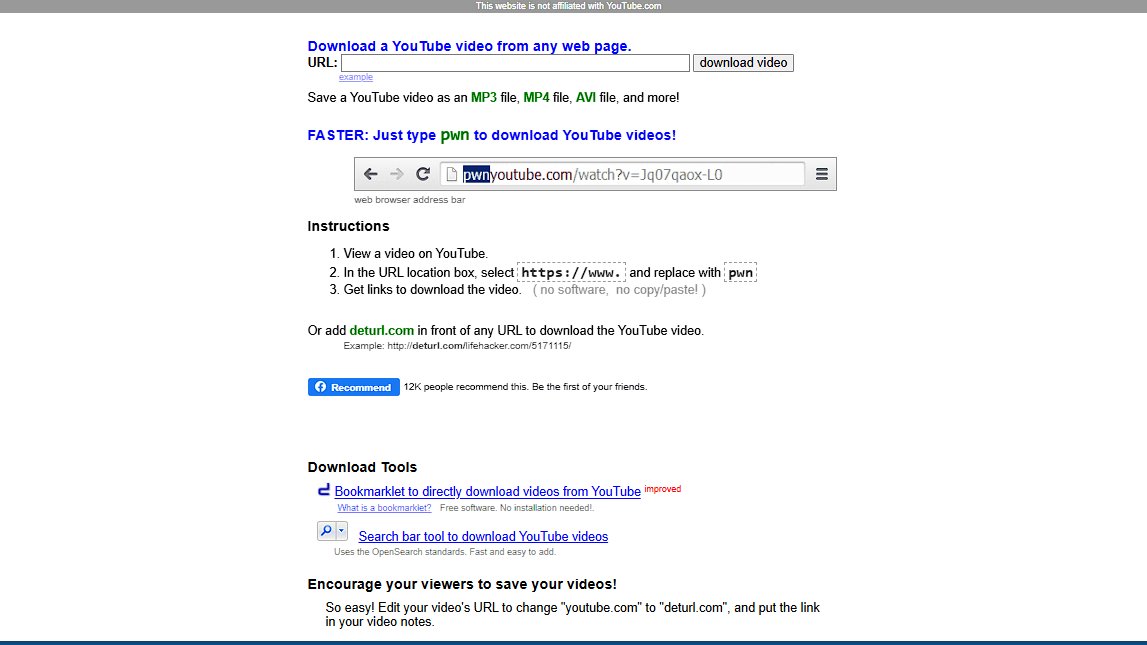 This website is not affiliated with YouTube.com
Download a YouTube video from any web page.
URL: download video
example
Save a YouTube video as an MP3 file, MP4 file, AVI file, and more!
FASTER: Just type pwn to download YouTube videos!
pwnyoutube.com/watch?v=Jq07qaox-L0
web browser address bar
Instructions
1. View a video on YouTube.
2. In the URL location box, select https://www. and replace with pwn
3. Get links to download the video. ( no software, no copy/paste! )
Or add deturl.com in front of any URL to download the YouTube video.
Example: http://deturl.com/lifehacker.com/5171115/
Recommend 12K people recommend this. Be the first of your friends.
Download Tools
Bookmarklet to directly download videos from YouTube improved
What is a bookmarklet? Free software. No installation needed!.
Search bar tool to download YouTube videos
Uses the OpenSearch standards. Fast and easy to add.
Encourage your viewers to save your videos!
So easy! Edit your video's URL to change "youtube.com" to "deturl.com", and put the link
in your video notes.